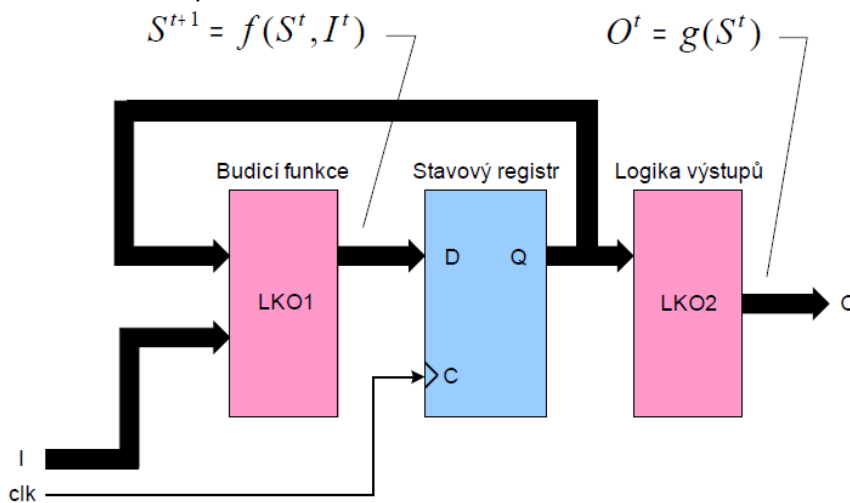 S^{t+1} = f(S^t, I^t)
O^t = g(S^t)
Budicí funkce
Stavový registr
Logika výstupů
D
Q
LKO1
LKO2
C
I
clk